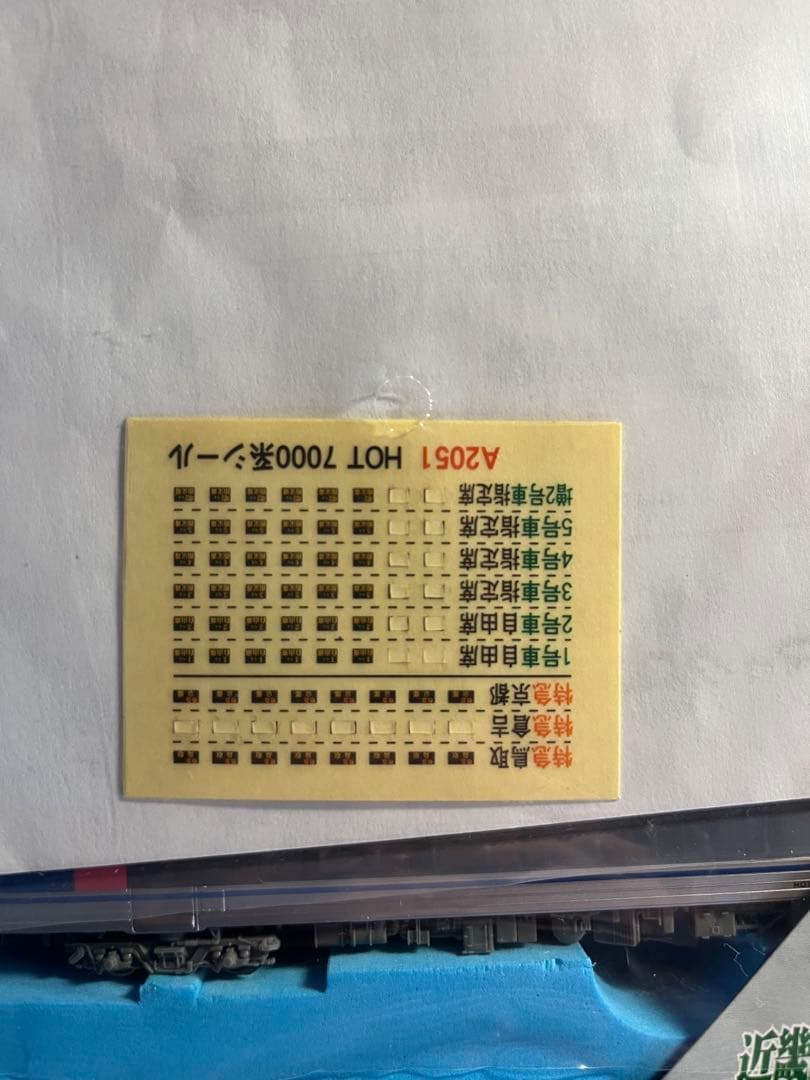 A2051 HOT 7000系シール
増2号車指定席
5号車指定席
4号車指定席
3号車指定席
2号車自由席
1号車自由席
特急京都
特急倉吉
特急鳥取
近畿